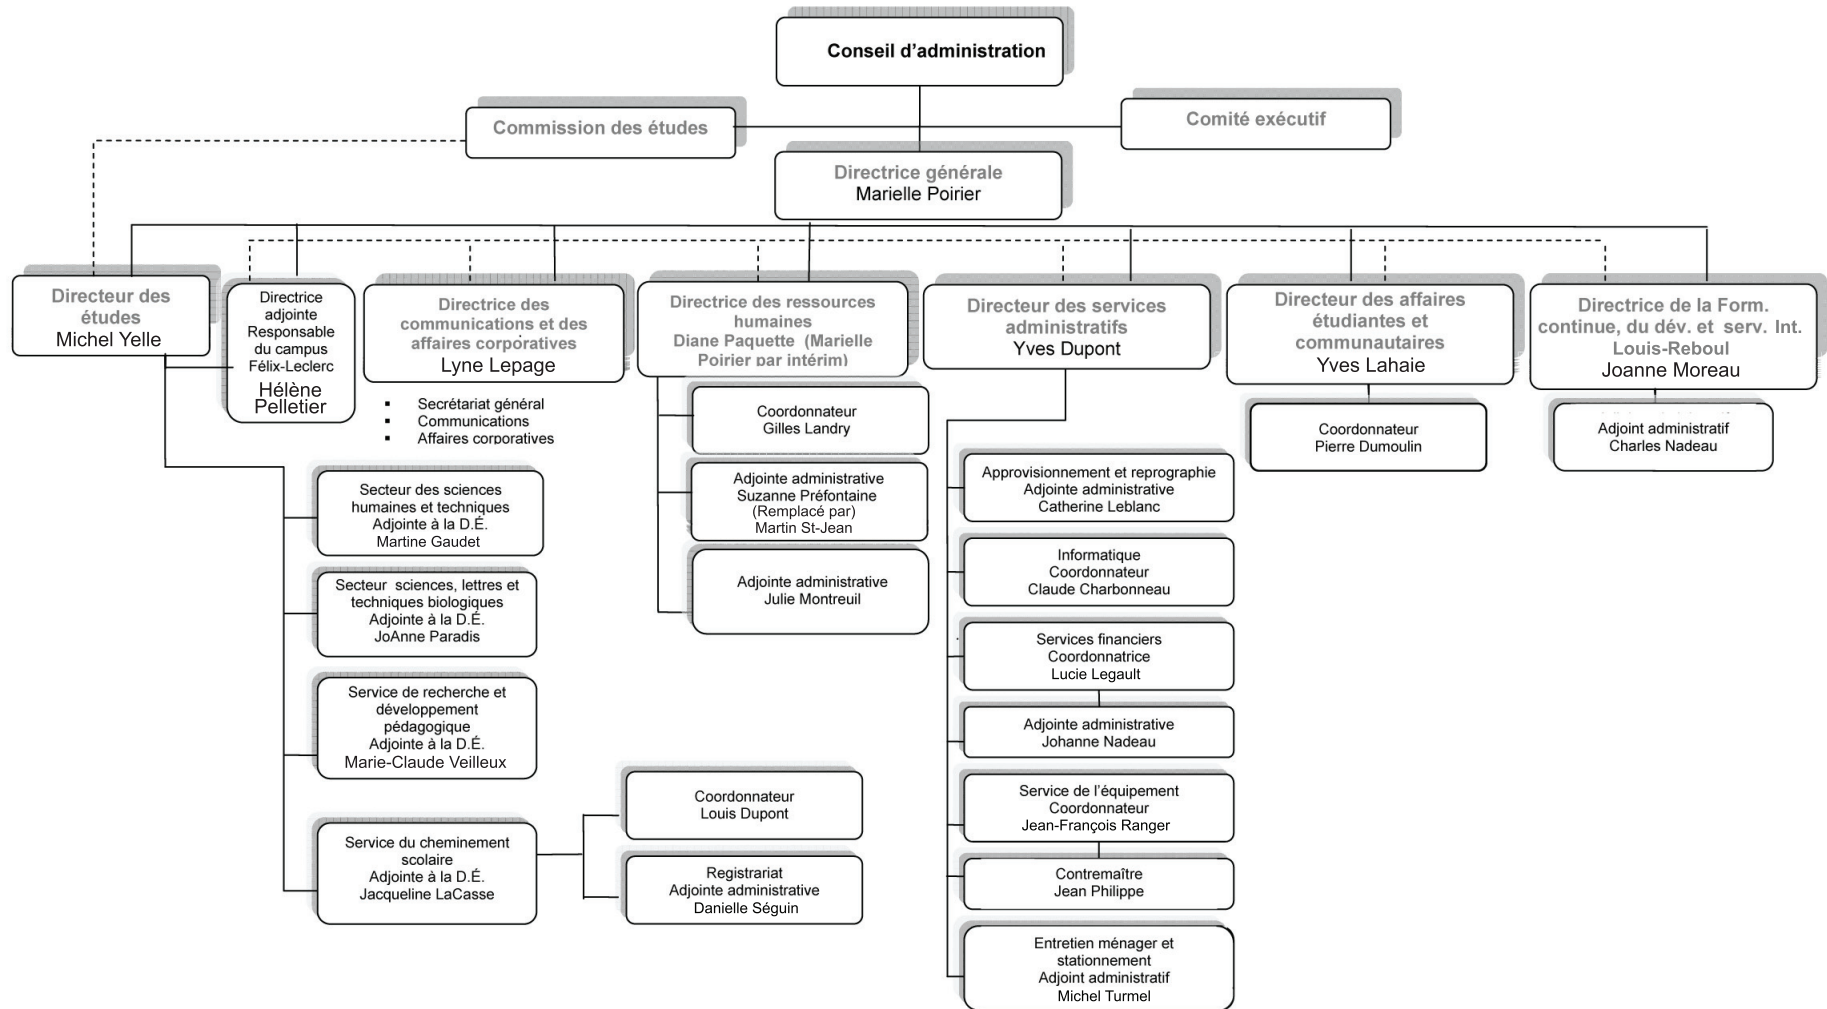 Conseil d’administration
Commission des études
Comité exécutif
Directrice générale
Marielle Poirier
Directeur des
études
Michel Yelle
Directrice
adjointe
Responsable
du campus
Félix-Leclerc
Hélène
Pelletier
Directrice des
communications et des
affaires corporatives
Lyne Lepage
Secrétariat général
Communications
Affaires corporatives
Directrice des ressources
humaines
Diane Paquette (Marielle
Poirier par intérim)
Directeur des services
administratifs
Yves Dupont
Directeur des affaires
étudiantes et
communautaires
Yves Lahaie
Directrice de la Form.
continue, du dév. et serv. Int.
Louis-Reboul
Joanne Moreau
Coordonnateur
Gilles Landry
Adjointe administrative
Suzanne Préfontaine
(Remplacé par)
Martin St-Jean
Adjointe administrative
Julie Montreuil
Coordonnateur
Pierre Dumoulin
Adjoint administratif
Charles Nadeau
Secteur des sciences
humaines et techniques
Adjointe à la D.É.
Martine Gaudet
Secteur sciences, lettres et
techniques biologiques
Adjointe à la D.É.
JoAnne Paradis
Service de recherche et
développement
pédagogique
Adjointe à la D.É.
Marie-Claude Veilleux
Service du cheminement
scolaire
Adjointe à la D.É.
Jacqueline LaCasse
Coordonnateur
Louis Dupont
Registrariat
Adjointe administrative
Danielle Séguin
Approvisionnement et reprographie
Adjointe administrative
Catherine Leblanc
Informatique
Coordonnateur
Claude Charbonneau
Services financiers
Coordonnatrice
Lucie Legault
Adjointe administrative
Johanne Nadeau
Service de l’équipement
Coordonnateur
Jean-François Ranger
Contremaître
Jean Philippe
Entretien ménager et
stationnement
Adjoint administratif
Michel Turmel